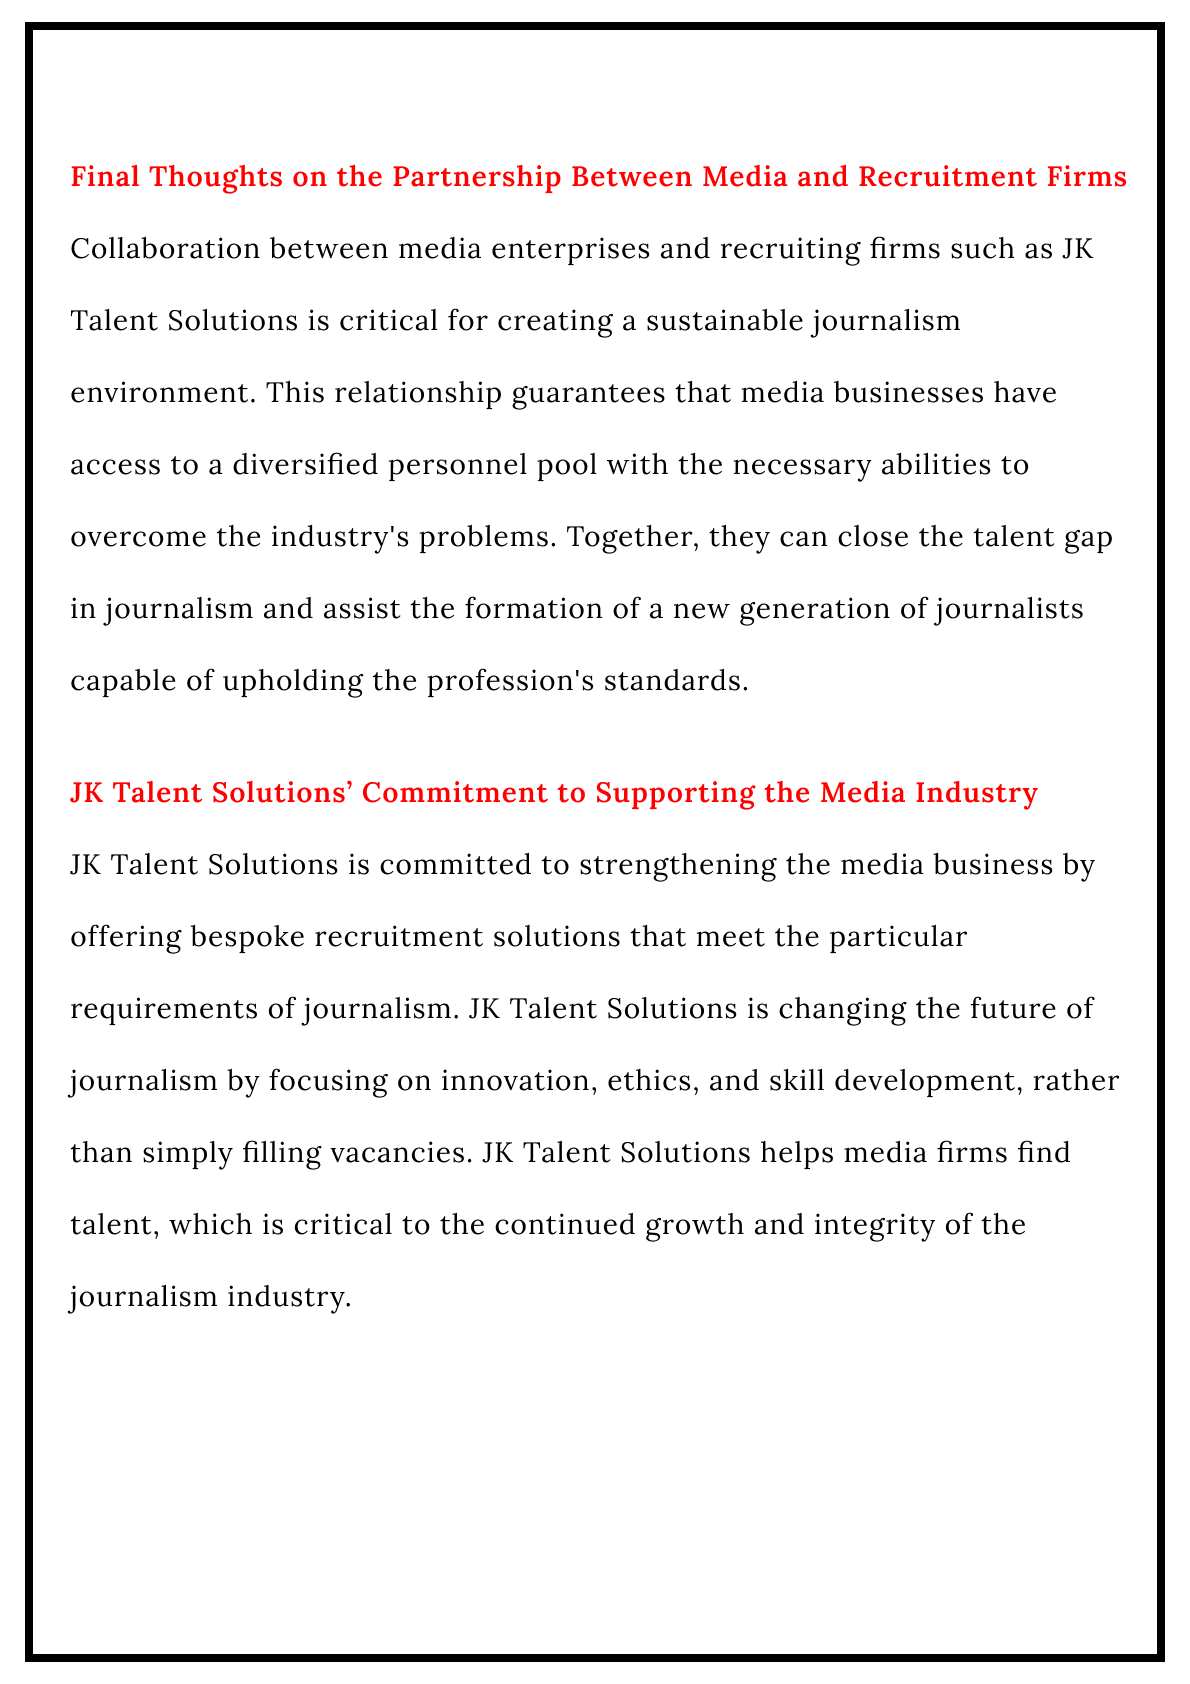 Final Thoughts on the Partnership Between Media and Recruitment Firms
Collaboration between media enterprises and recruiting firms such as JK
Talent Solutions is critical for creating a sustainable journalism
environment. This relationship guarantees that media businesses have
access to a diversified personnel pool with the necessary abilities to
overcome the industry's problems. Together, they can close the talent gap
in journalism and assist the formation of a new generation of journalists
capable of upholding the profession's standards.
JK Talent Solutions’ Commitment to Supporting the Media Industry
JK Talent Solutions is committed to strengthening the media business by
offering bespoke recruitment solutions that meet the particular
requirements of journalism. JK Talent Solutions is changing the future of
journalism by focusing on innovation, ethics, and skill development, rather
than simply filling vacancies. JK Talent Solutions helps media firms find
talent, which is critical to the continued growth and integrity of the
journalism industry.